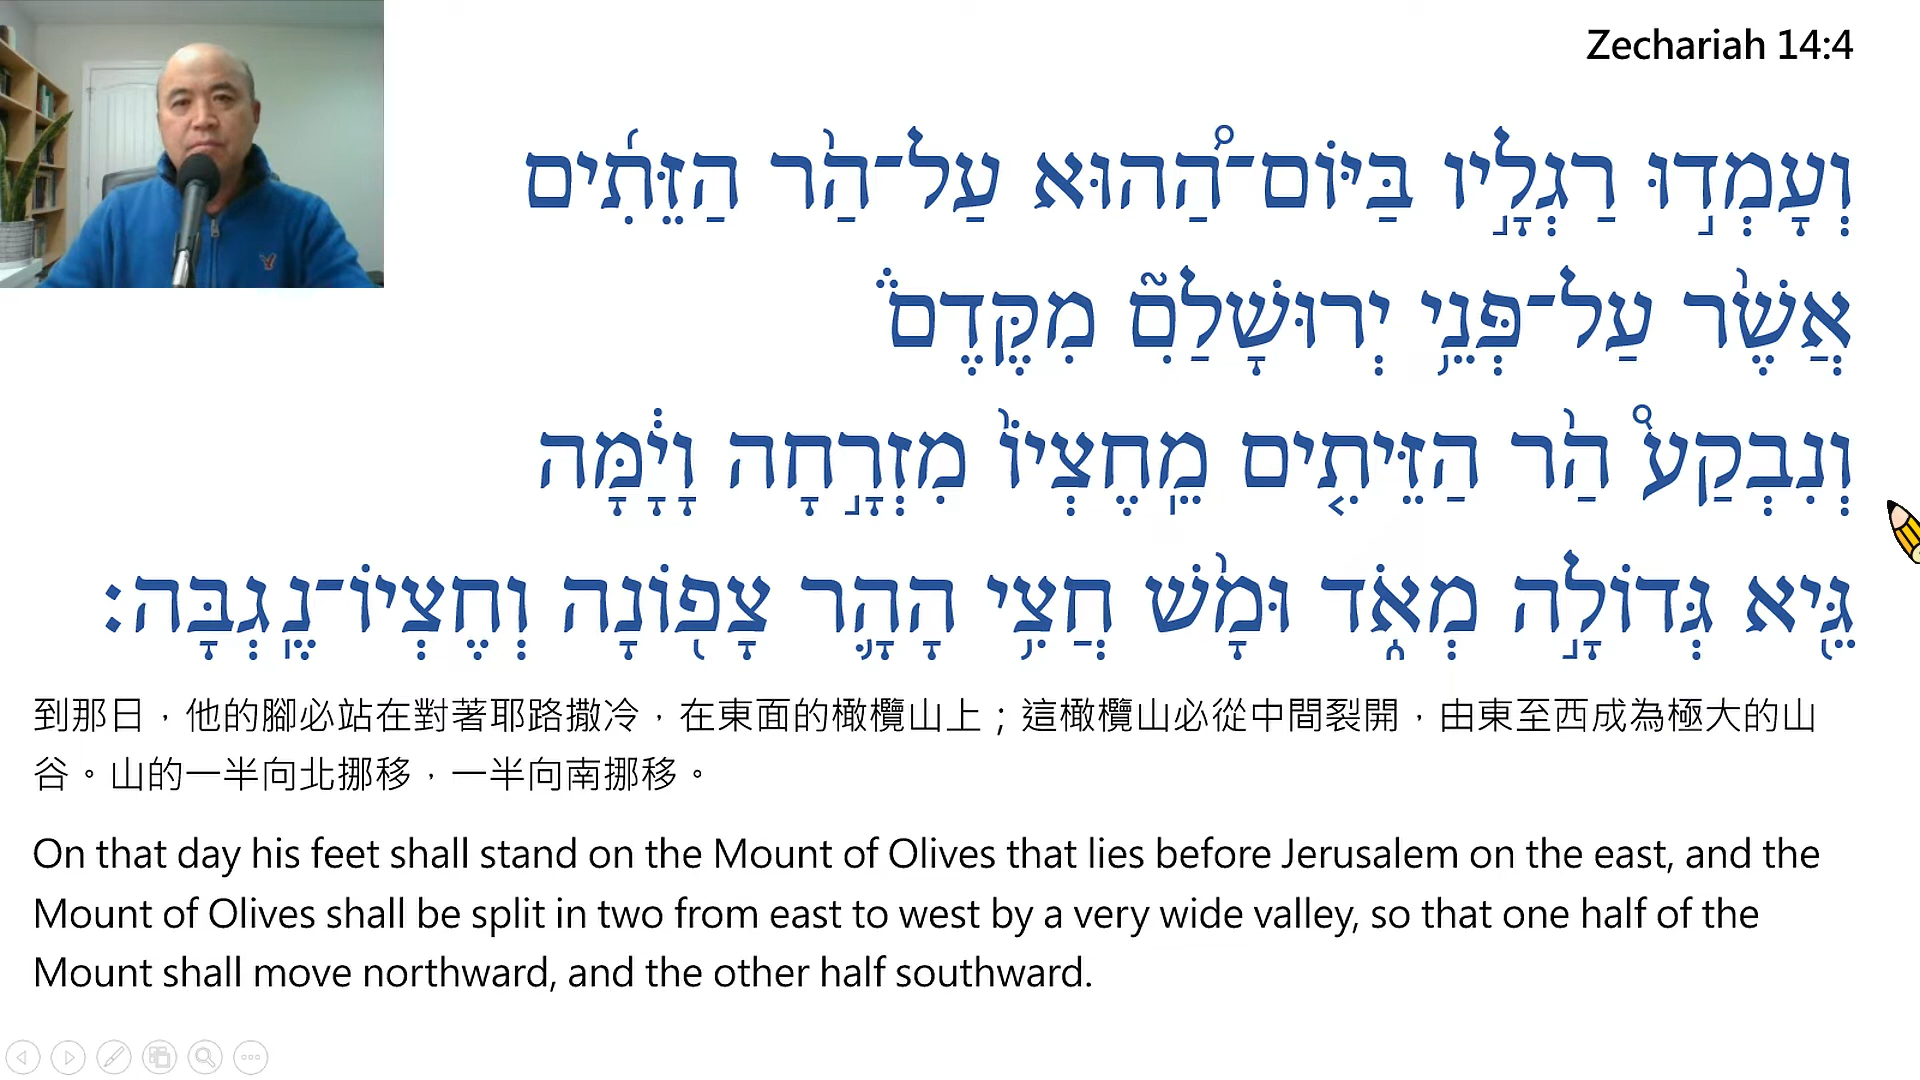 Zechariah 14:4
וְעָמְד֣וּ רַגְלָ֣יו בַּיּוֹם־הַ֠הוּא עַל־הַ֨ר הַזֵּתִ֜ים
אֲשֶׁ֨ר עַל־פְּנֵ֥י יְרוּשָׁלִַם֮ מִקֶּדֶם֒
וְנִבְקַע֩ הַ֨ר הַזֵּיתִ֤ים מֵֽחֶצְיוֹ֙ מִזְרָ֣חָה וָיָ֔מָּה
גֵּ֖יא גְּדוֹלָ֣ה מְאֹ֑ד וּמָ֨שׁ חֲצִ֥י הָהָ֛ר צָפ֖וֹנָה וְחֶצְיוֹ־נֶֽגְבָּה׃
到那日，他的腳必站在對著耶路撒冷，在東面的橄欖山上；這橄欖山必從中間裂開，由東至西成為極大的山
谷。山的一半向北挪移，一半向南挪移。
On that day his feet shall stand on the Mount of Olives that lies before Jerusalem on the east, and the
Mount of Olives shall be split in two from east to west by a very wide valley, so that one half of the
Mount shall move northward, and the other half southward.